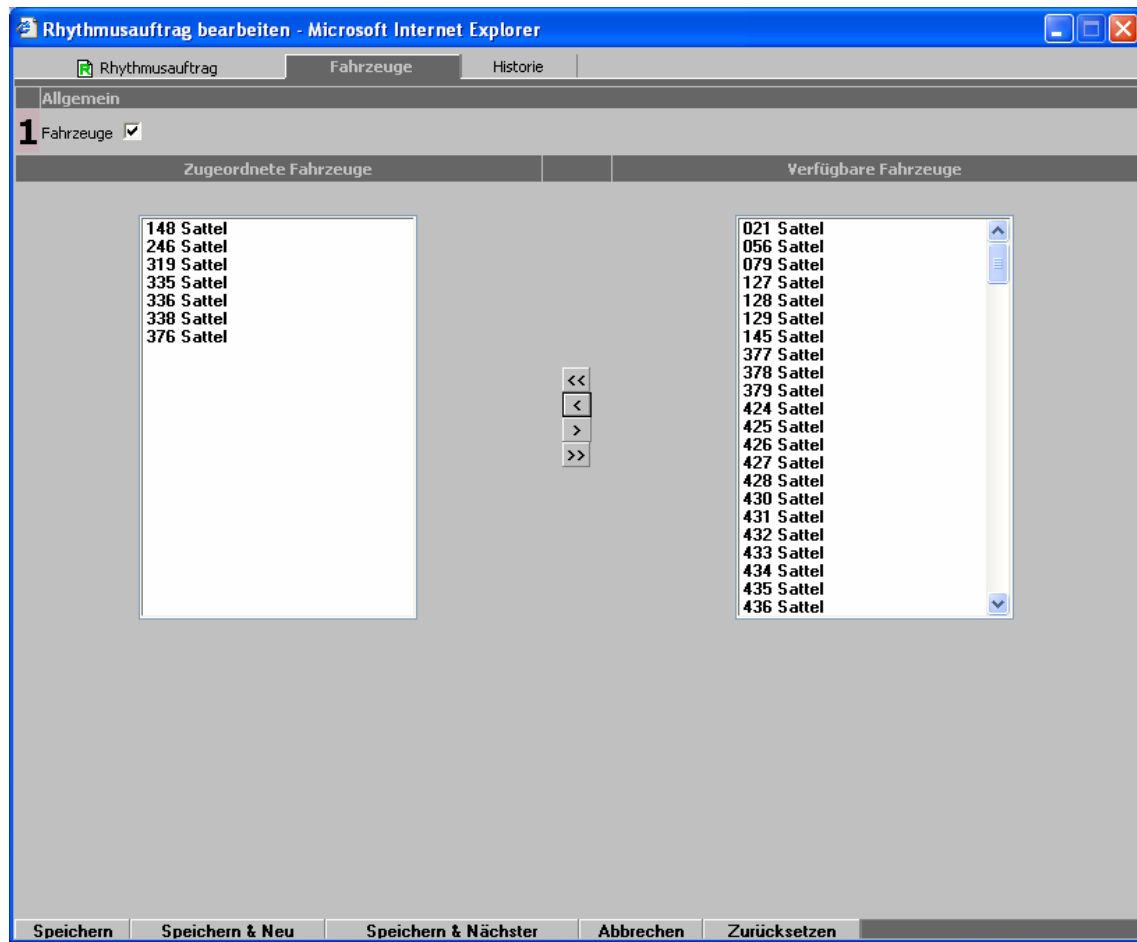 Rhythmusauftrag bearbeiten - Microsoft Internet Explorer
Rhythmusauftrag Fahrzeuge Historie
Allgemein
1 Fahrzeuge
Zugeordnete Fahrzeuge Verfügbare Fahrzeuge
148 Sattel
246 Sattel
319 Sattel
335 Sattel
336 Sattel
338 Sattel
376 Sattel
<<
<
>
>>
021 Sattel
056 Sattel
079 Sattel
127 Sattel
128 Sattel
129 Sattel
145 Sattel
377 Sattel
378 Sattel
379 Sattel
424 Sattel
425 Sattel
426 Sattel
427 Sattel
428 Sattel
430 Sattel
431 Sattel
432 Sattel
433 Sattel
434 Sattel
435 Sattel
436 Sattel
Speichern Speichern & Neu Speichern & Nächster Abbrechen Zurücksetzen